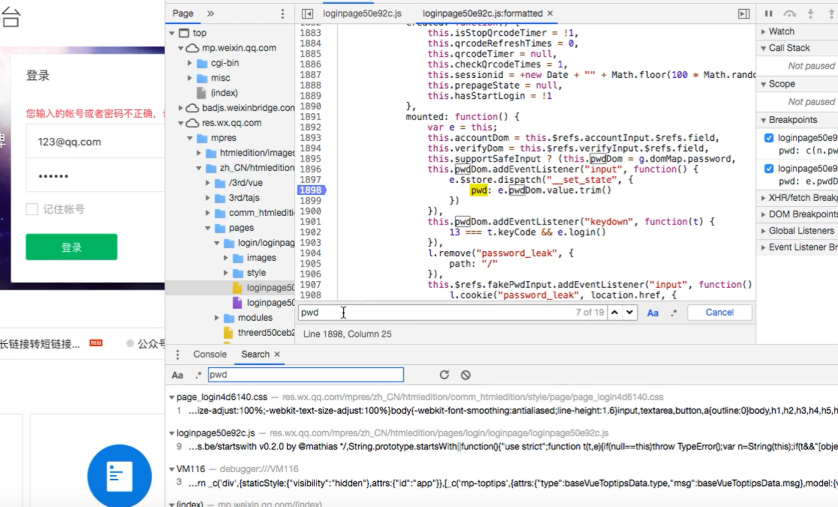 台
登录
您输入的帐号或者密码不正确,
123@qq.com
••••••
记住帐号
登录
长链接转短链接... new
公众号
Page »
top
mp.weixin.qq.com
cgi-bin
misc
(index)
badjs.weixinbridge.com
res.wx.qq.com
mpres
htmledition/images
zh_CN/htmledition
/3rd/vue
/3rd/tajs
comm_htmlediti
pages
login/loginpage
images
style
loginpage50
loginpage50
modules
threerd50ceb2
loginpage50e92c.js loginpage50e92c.js:formatted ×
1882 created: function() {
1883 this.isStopQrcodeTimer = !1,
1884 this.qrcodeRefreshTimes = 0,
1885 this.qrcodeTimer = null,
1886 this.checkQrcodeTimes = 1,
1887 this.sessionid = +new Date + "" + Math.floor(100 * Math.rando
1888 this.prepageState = null,
1889 this.hasStartLogin = !1
1890 },
1891 mounted: function() {
1892 var e = this;
1893 this.accountDom = this.$refs.accountInput.$refs.field,
1894 this.verifyDom = this.$refs.verifyInput.$refs.field,
1895 this.supportSafeInput ? (this.pwdDom = g.domMap.password,
1896 this.pwdDom.addEventListener("input", function() {
1897 e.$store.dispatch("__set_state", {
1898 pwd: e.pwdDom.value.trim()
1899 })
1900 }),
1901 this.pwdDom.addEventListener("keydown", function(t) {
1902 13 === t.keyCode && e.login()
1903 }),
1904 l.remove("password_leak", {
1905 path: "/"
1906 }),
1907 this.$refs.fakePwdInput.addEventListener("input", function()
1908 l.cookie("password_leak", location.href, {
pwd 7 of 19 Aa .* Cancel
Line 1898, Column 25
Watch
Call Stack
Not paused
Scope
Not paused
Breakpoints
loginpage50e9
pwd: c(n.pw
loginpage50e92
pwd: e.pwdD
XHR/fetch Breakp
DOM Breakpoints
Global Listeners
Event Listener Br
Console Search ×
Aa .* pwd
page_login4d6140.css — res.wx.qq.com/mpres/zh_CN/htmledition/comm_htmledition/style/page/page_login4d6140.css
1 ...ize-adjust:100%;-webkit-text-size-adjust:100%}body{-webkit-font-smoothing:antialiased;line-height:1.6}input,textarea,button,a{outline:0}body,h1,h2,h3,h4,h5,h
loginpage50e92c.js — res.wx.qq.com/mpres/zh_CN/htmledition/pages/login/loginpage/loginpage50e92c.js
9 ...s.be/startswith v0.2.0 by @mathias */,String.prototype.startsWith||function(){"use strict";function t(t,e){if(null==this)throw TypeError();var n=String(this);if(t&&"[obje
VM116 — debugger:///VM116
3 ...rn _c('div',{staticStyle:{"visibility":"hidden"},attrs:{"id":"app"}},[_c('mp-toptips',{attrs:{"type":baseVueToptipsData.type,"msg":baseVueToptipsData.msg},model:{v
(index) — mp.weixin.qq.com/(index)